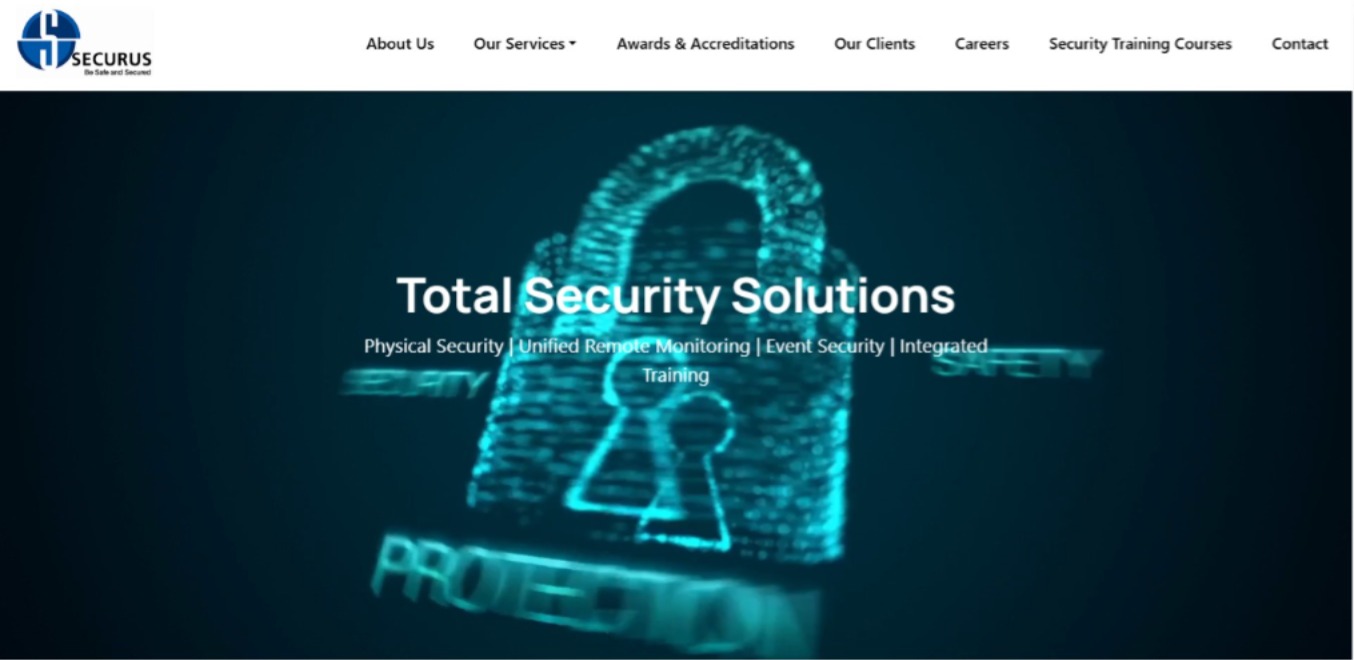 SECURUS
Be Safe and Secured
About Us Our Services Awards & Accreditations Our Clients Careers Security Training Courses Contact
Total Security Solutions
Physical Security | Unified Remote Monitoring | Event Security | Integrated
Training
SECURITY
SAFETY
PROTECTION